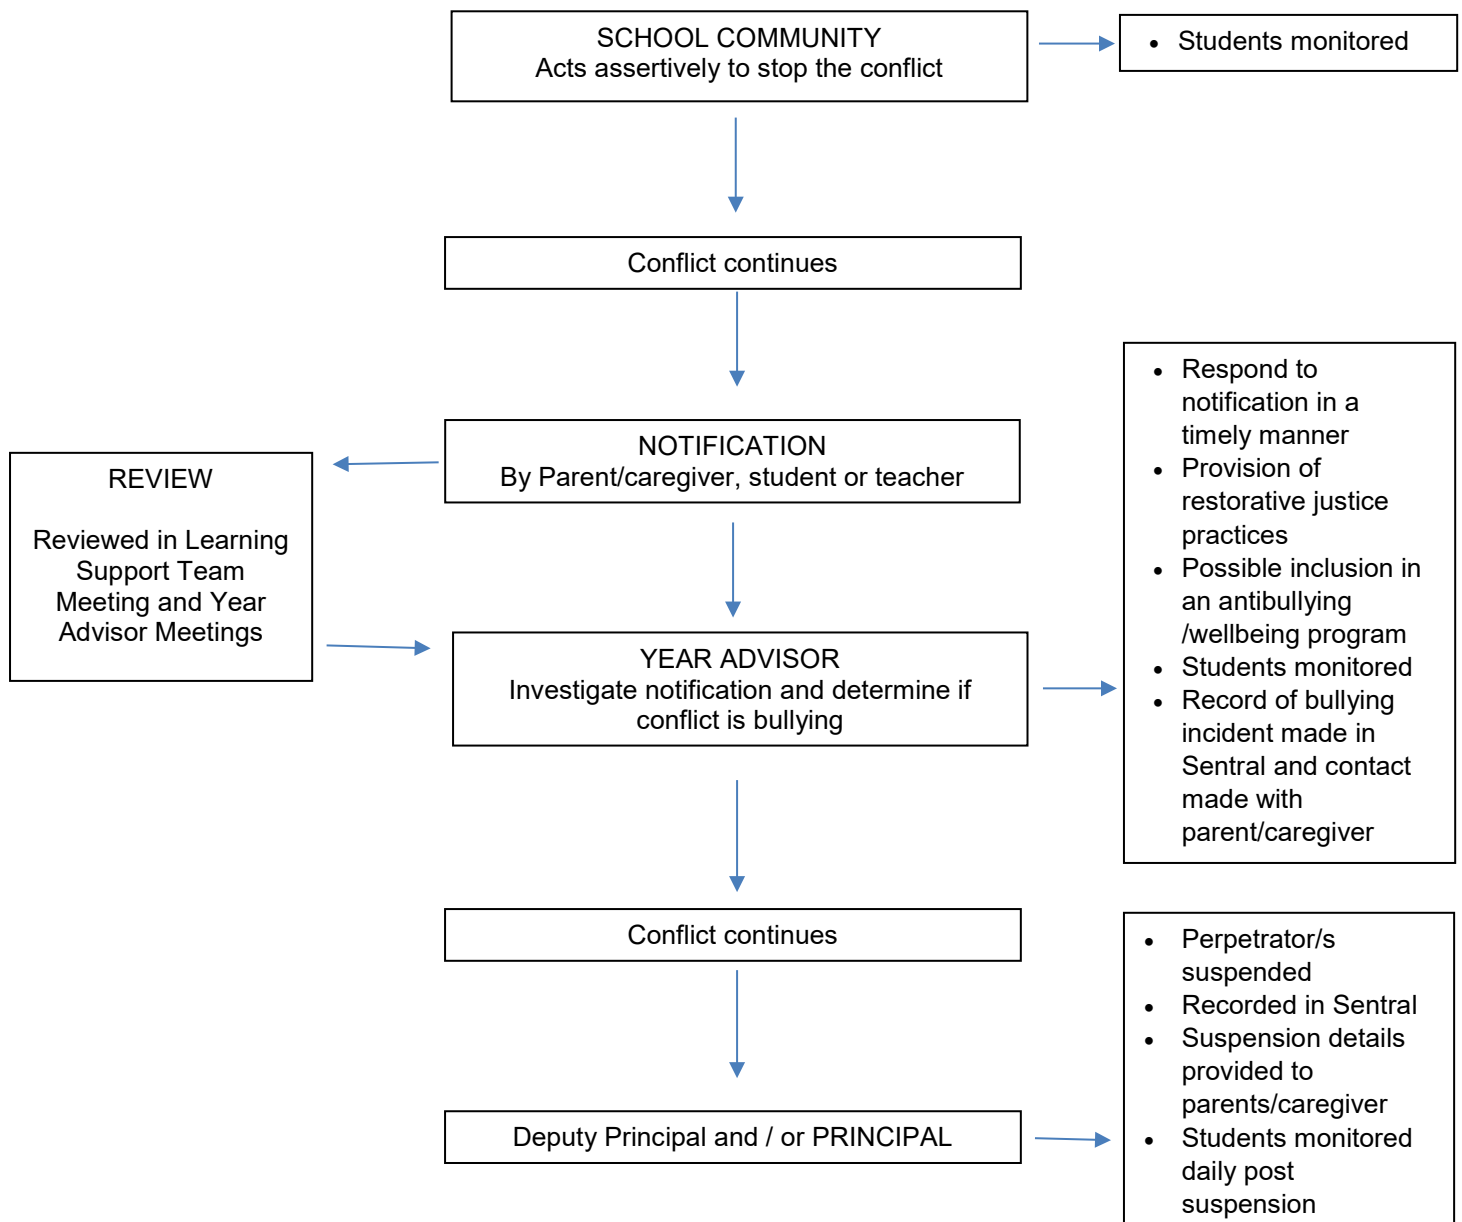 SCHOOL COMMUNITY
Acts assertively to stop the conflict
• Students monitored
Conflict continues
NOTIFICATION
By Parent/caregiver, student or teacher
REVIEW
Reviewed in Learning
Support Team
Meeting and Year
Advisor Meetings
YEAR ADVISOR
Investigate notification and determine if
conflict is bullying
• Respond to
notification in a
timely manner
• Provision of
restorative justice
practices
• Possible inclusion in
an antibullying
/wellbeing program
• Students monitored
• Record of bullying
incident made in
Sentral and contact
made with
parent/caregiver
Conflict continues
Deputy Principal and / or PRINCIPAL
• Perpetrator/s
suspended
• Recorded in Sentral
• Suspension details
provided to
parents/caregiver
• Students monitored
daily post
suspension